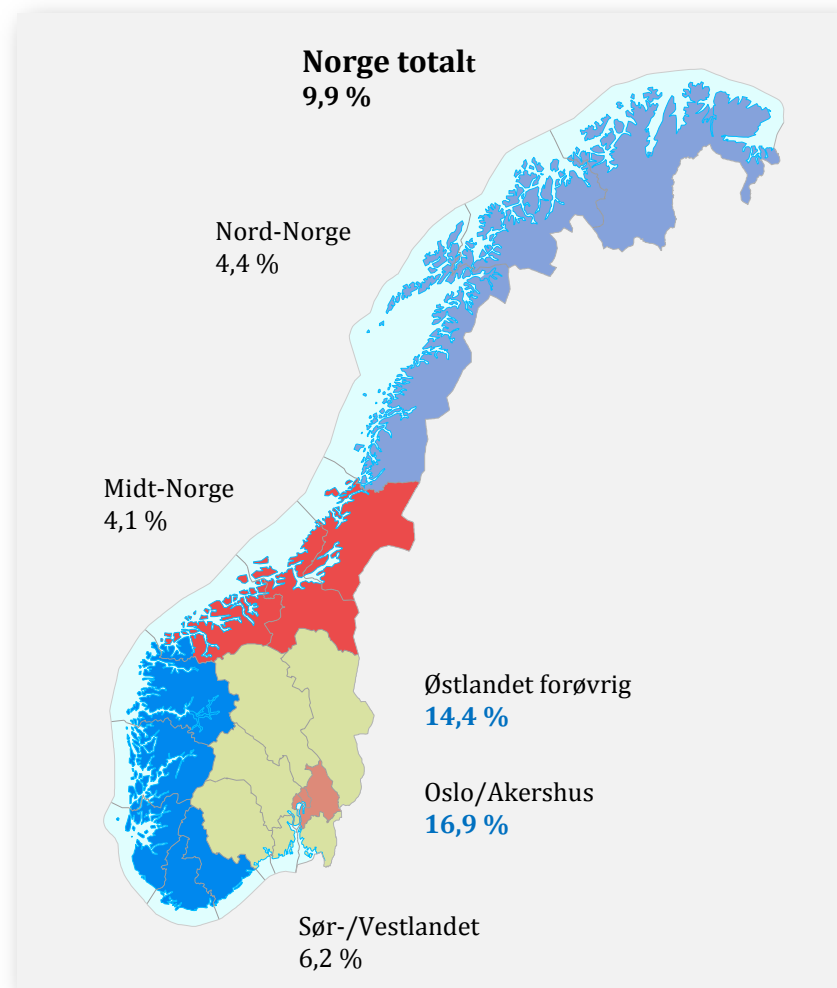 Norge totalt
9,9 %
Nord-Norge
4,4 %
Midt-Norge
4,1 %
Østlandet forøvrig
14,4 %
Oslo/Akershus
16,9 %
Sør-/Vestlandet
6,2 %